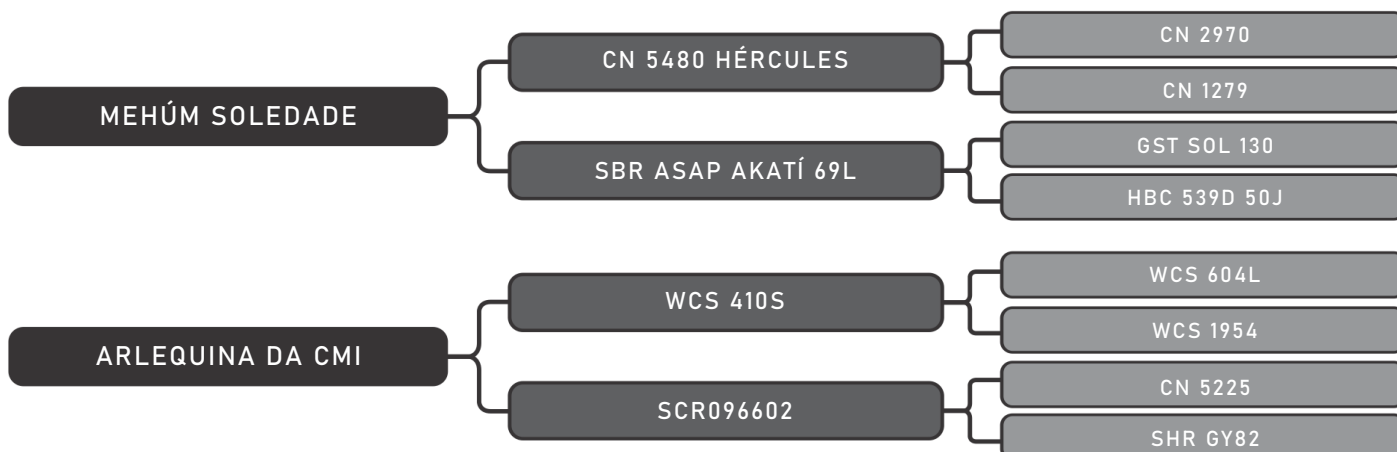 MEHÚM SOLEDADE
CN 5480 HÉRCULES
CN 2970
CN 1279
SBR ASAP AKATÍ 69L
GST SOL 130
HBC 539D 50J
ARLEQUINA DA CMI
WCS 410S
WCS 604L
WCS 1954
SCR096602
CN 5225
SHR GY82